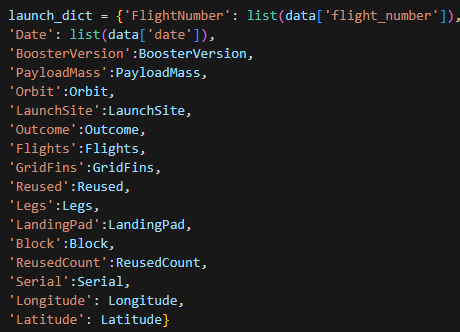 launch_dict = {'FlightNumber': list(data['flight_number']),
'Date': list(data['date']),
'BoosterVersion':BoosterVersion,
'PayloadMass':PayloadMass,
'Orbit':Orbit,
'LaunchSite':LaunchSite,
'Outcome':Outcome,
'Flights':Flights,
'GridFins':GridFins,
'Reused':Reused,
'Legs':Legs,
'LandingPad':LandingPad,
'Block':Block,
'ReusedCount':ReusedCount,
'Serial':Serial,
'Longitude': Longitude,
'Latitude': Latitude}